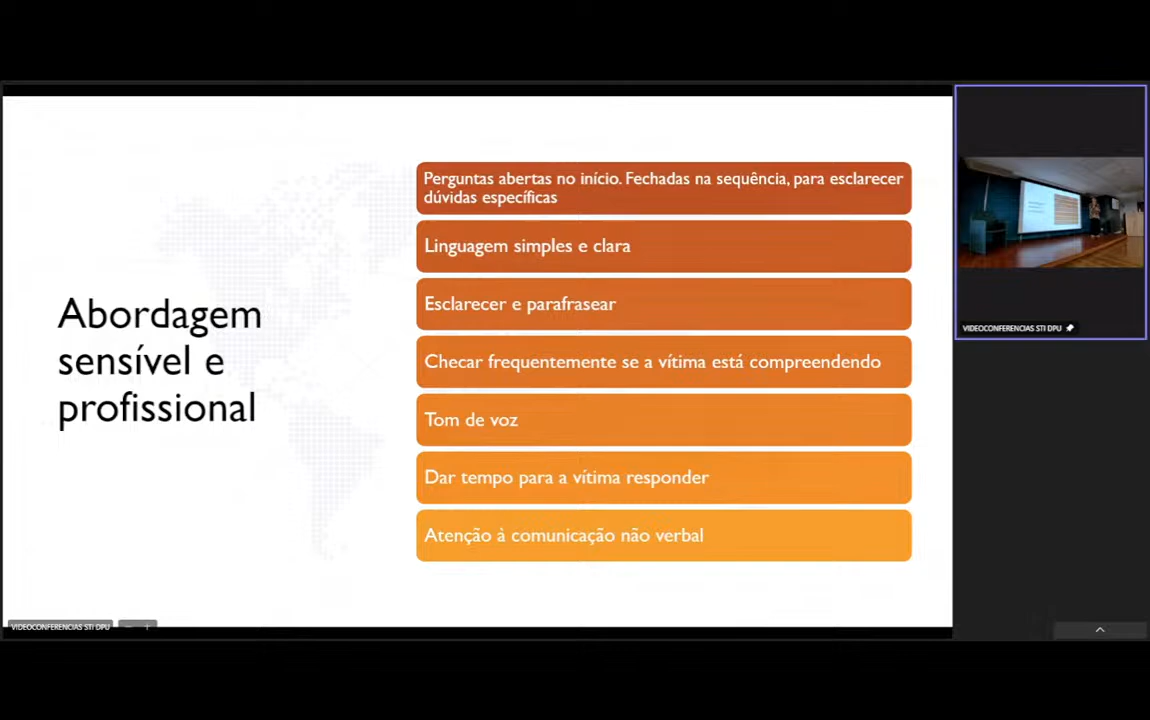 Abordagem
sensível e
profissional
Perguntas abertas no início. Fechadas na sequência, para esclarecer
dúvidas específicas
Linguagem simples e clara
Esclarecer e parafrasear
Checar frequentemente se a vítima está compreendendo
Tom de voz
Dar tempo para a vítima responder
Atenção à comunicação não verbal
VIDEOCONFERENCIAS STI DPU
VIDEOCONFERENCIAS STI DPU